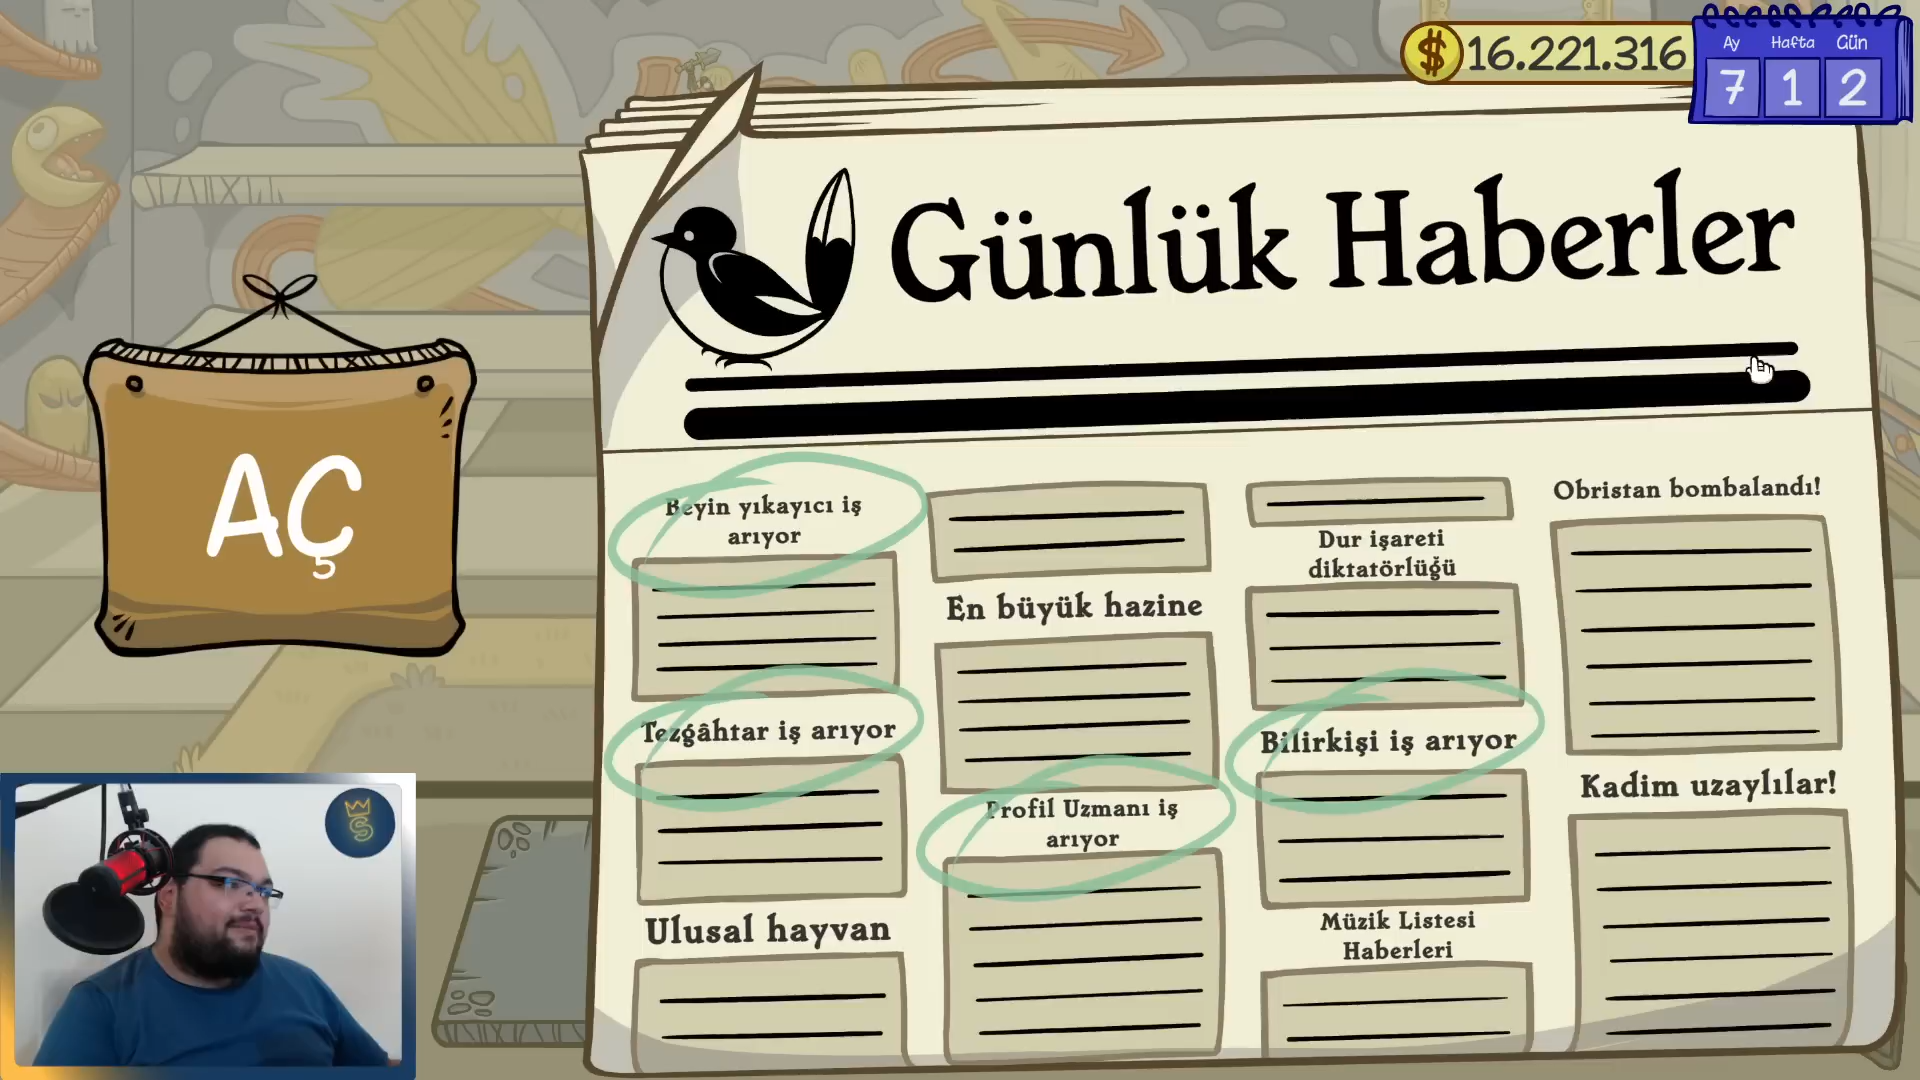 $ 16.221.316
Ay Hafta Gün
7 1 2
Günlük Haberler
AÇ
Beyin yıkayıcı iş
arıyor
Tezgâhtar iş arıyor
Ulusal hayvan
En büyük hazine
Profil Uzmanı iş
arıyor
Dur işareti
diktatörlüğü
Bilirkişi iş arıyor
Müzik Listesi
Haberleri
Obristan bombalandı!
Kadim uzaylılar!
S